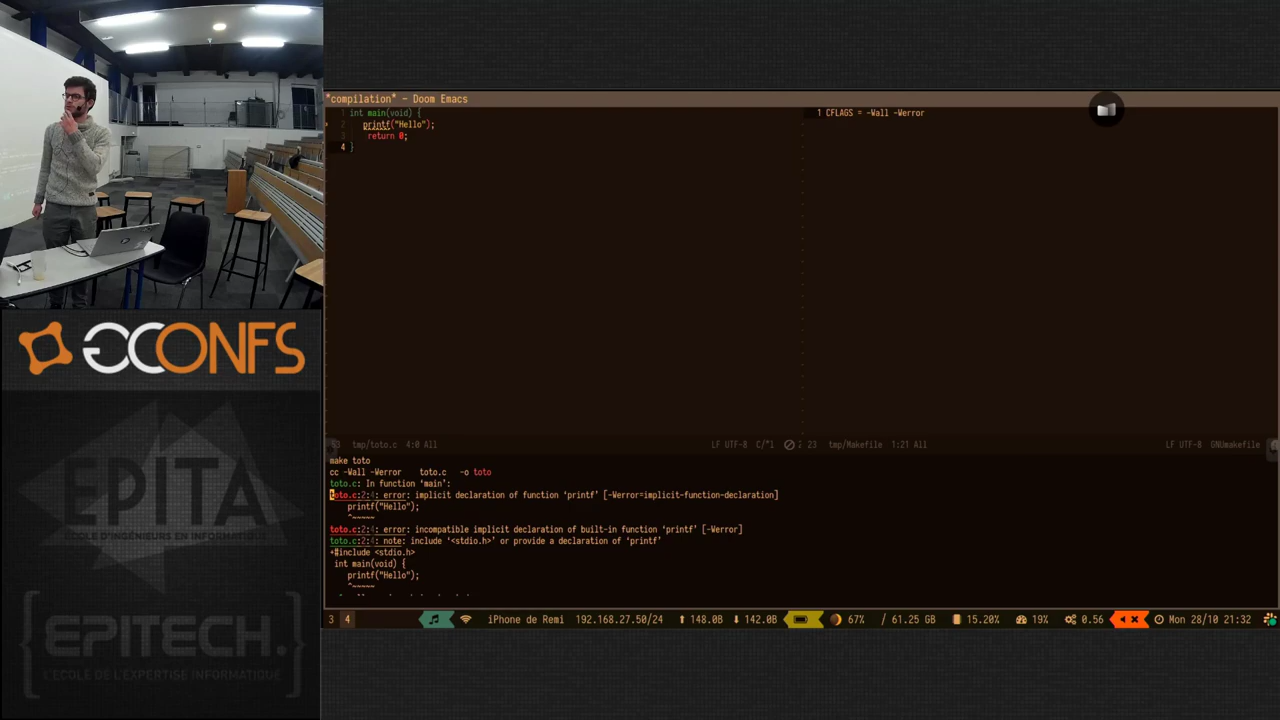 *compilation* – Doom Emacs
1 int main(void) {
2 printf("Hello");
3 return 0;
4 }
1 CFLAGS = -Wall -Werror
53 tmp/toto.c 4:0 All
LF UTF-8 C/*l
23 tmp/Makefile 1:21 All
LF UTF-8 GNUmakefile
make toto
cc -Wall -Werror toto.c -o toto
toto.c: In function ‘main’:
toto.c:2:4: error: implicit declaration of function ‘printf’ [-Werror=implicit-function-declaration]
printf("Hello");
^~~~~~
toto.c:2:4: error: incompatible implicit declaration of built-in function ‘printf’ [-Werror]
toto.c:2:4: note: include ‘<stdio.h>’ or provide a declaration of ‘printf’
+#include <stdio.h>
int main(void) {
printf("Hello");
^~~~~~
3 4 iPhone de Remi 192.168.27.50/24 148.0B 142.0B 67% / 61.25 GB 15.20% 19% 0.56 Mon 28/10 21:32
GCONFS
EPITA
ÉCOLE D'INGÉNIEURS EN INFORMATIQUE
{EPITECH.}
L'ECOLE DE L'EXPERTISE INFORMATIQUE